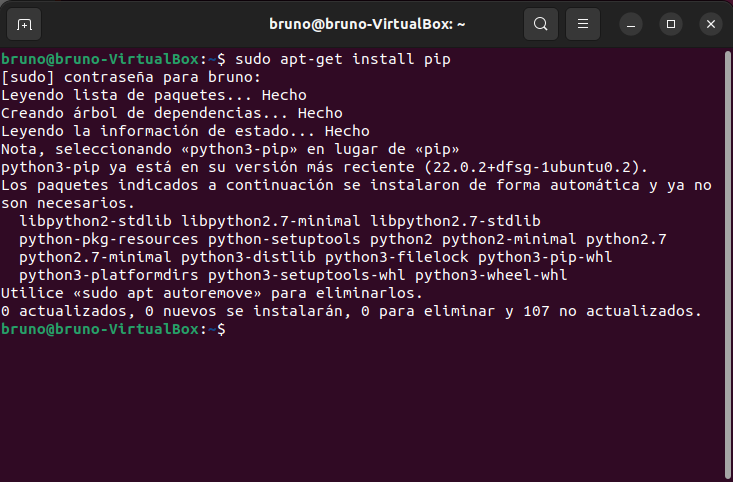 bruno@bruno-VirtualBox: ~
bruno@bruno-VirtualBox:~$ sudo apt-get install pip
[sudo] contraseña para bruno:
Leyendo lista de paquetes... Hecho
Creando árbol de dependencias... Hecho
Leyendo la información de estado... Hecho
Nota, seleccionando «python3-pip» en lugar de «pip»
python3-pip ya está en su versión más reciente (22.0.2+dfsg-1ubuntu0.2).
Los paquetes indicados a continuación se instalaron de forma automática y ya no
son necesarios.
  libpython2-stdlib libpython2.7-minimal libpython2.7-stdlib
  python-pkg-resources python-setuptools python2 python2-minimal python2.7
  python2.7-minimal python3-distlib python3-filelock python3-pip-whl
  python3-platformdirs python3-setuptools-whl python3-wheel-whl
Utilice «sudo apt autoremove» para eliminarlos.
0 actualizados, 0 nuevos se instalarán, 0 para eliminar y 107 no actualizados.
bruno@bruno-VirtualBox:~$